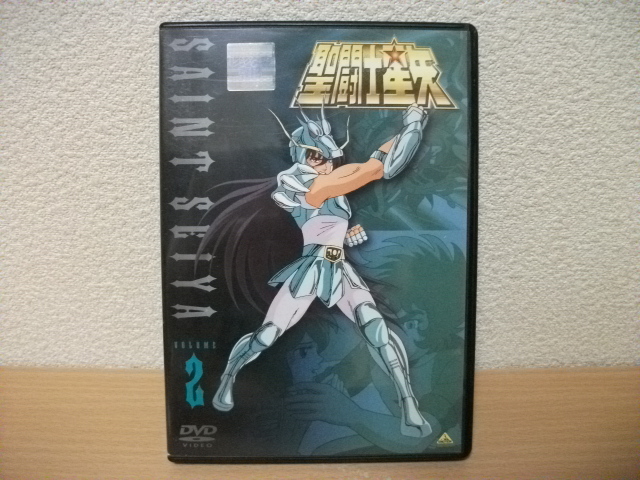 聖闘士星矢
SAINT SEIYA
VOLUME
2
DVD
VIDEO